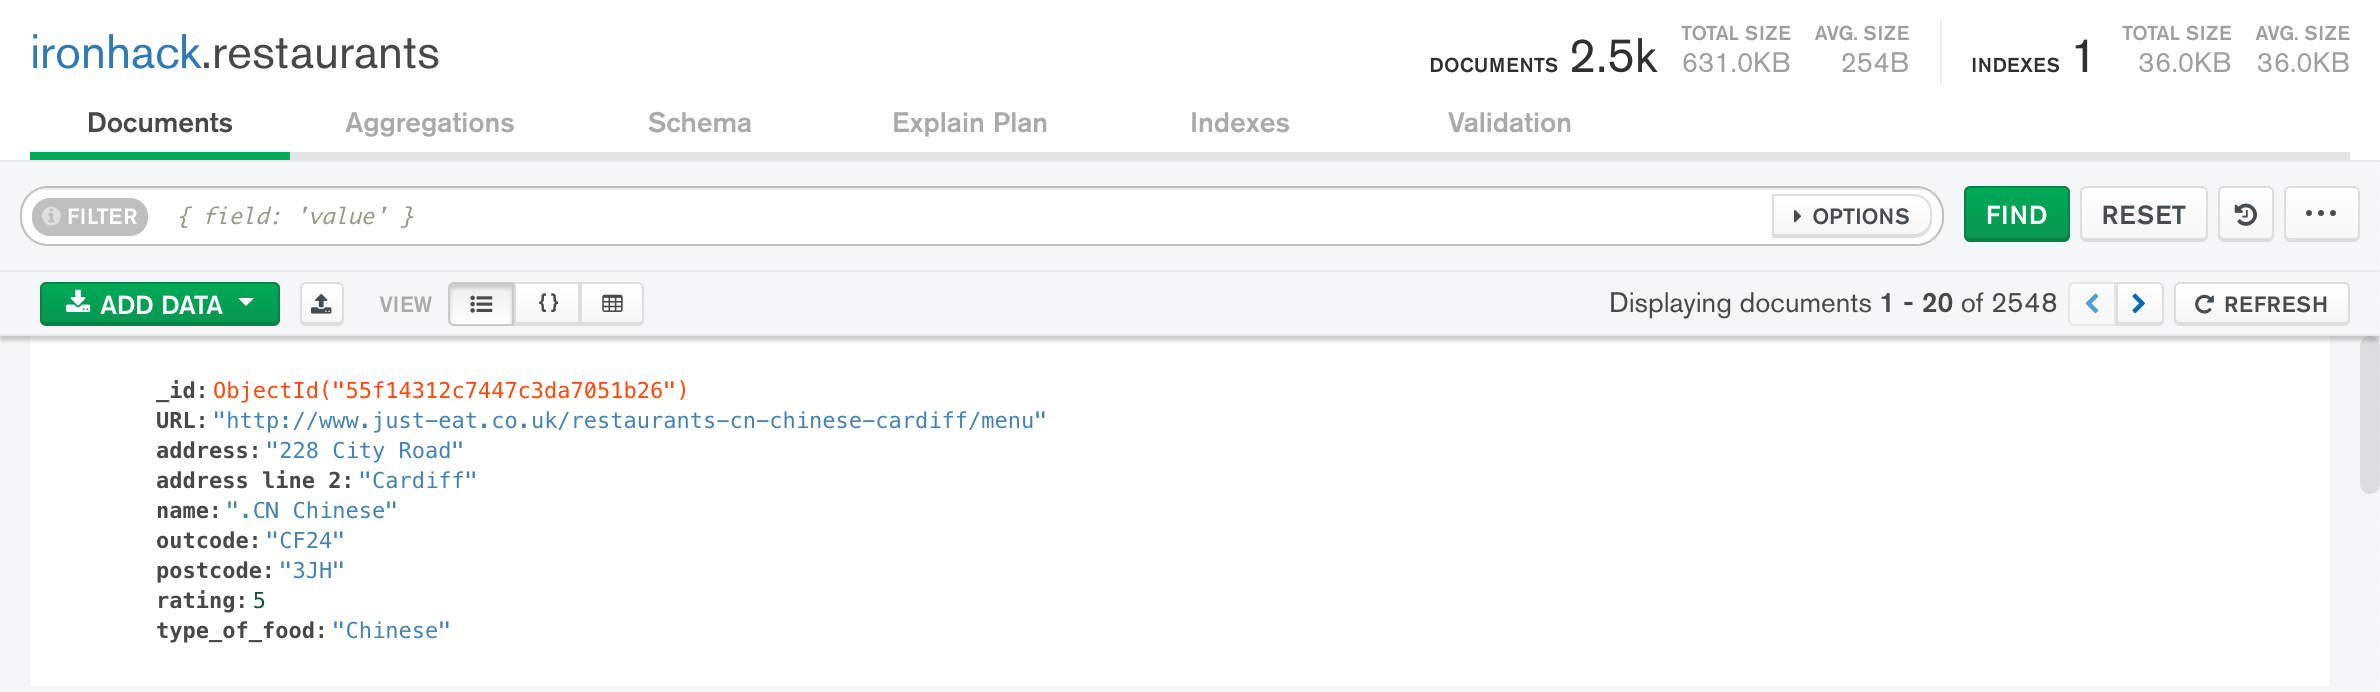 ironhack.restaurants
DOCUMENTS 2.5k TOTAL SIZE 631.0KB AVG. SIZE 254B INDEXES 1 TOTAL SIZE 36.0KB AVG. SIZE 36.0KB
Documents Aggregations Schema Explain Plan Indexes Validation
FILTER { field: 'value' } OPTIONS FIND RESET
ADD DATA VIEW {} Displaying documents 1 - 20 of 2548 REFRESH
_id: ObjectId("55f14312c7447c3da7051b26")
URL: "http://www.just-eat.co.uk/restaurants-cn-chinese-cardiff/menu"
address: "228 City Road"
address line 2: "Cardiff"
name: ".CN Chinese"
outcode: "CF24"
postcode: "3JH"
rating: 5
type_of_food: "Chinese"